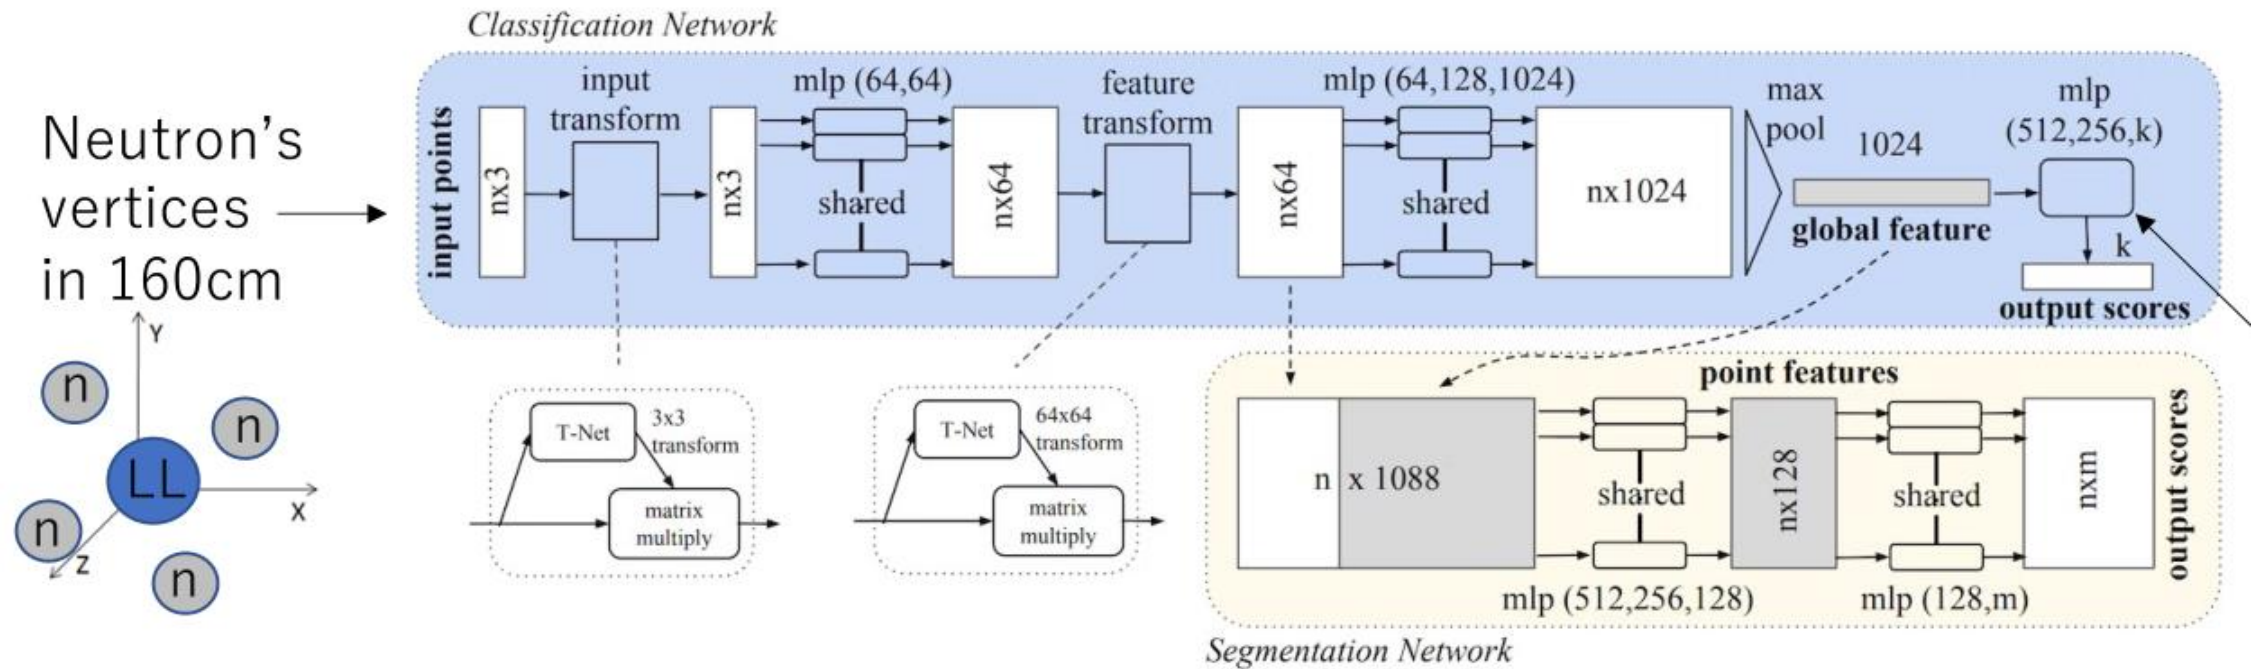 Classification Network
Neutron's
vertices
in 160cm
Y
X
Z
n
n
n
n
LL
input points
nx3
input
transform
nx3
mlp (64,64)
shared
nx64
feature
transform
nx64
mlp (64,128,1024)
shared
nx1024
max
pool
1024
global feature
mlp
(512,256,k)
k
output scores
T-Net
3x3
transform
matrix
multiply
T-Net
64x64
transform
matrix
multiply
point features
n x 1088
shared
mlp (512,256,128)
nx128
shared
mlp (128,m)
nxm
output scores
Segmentation Network